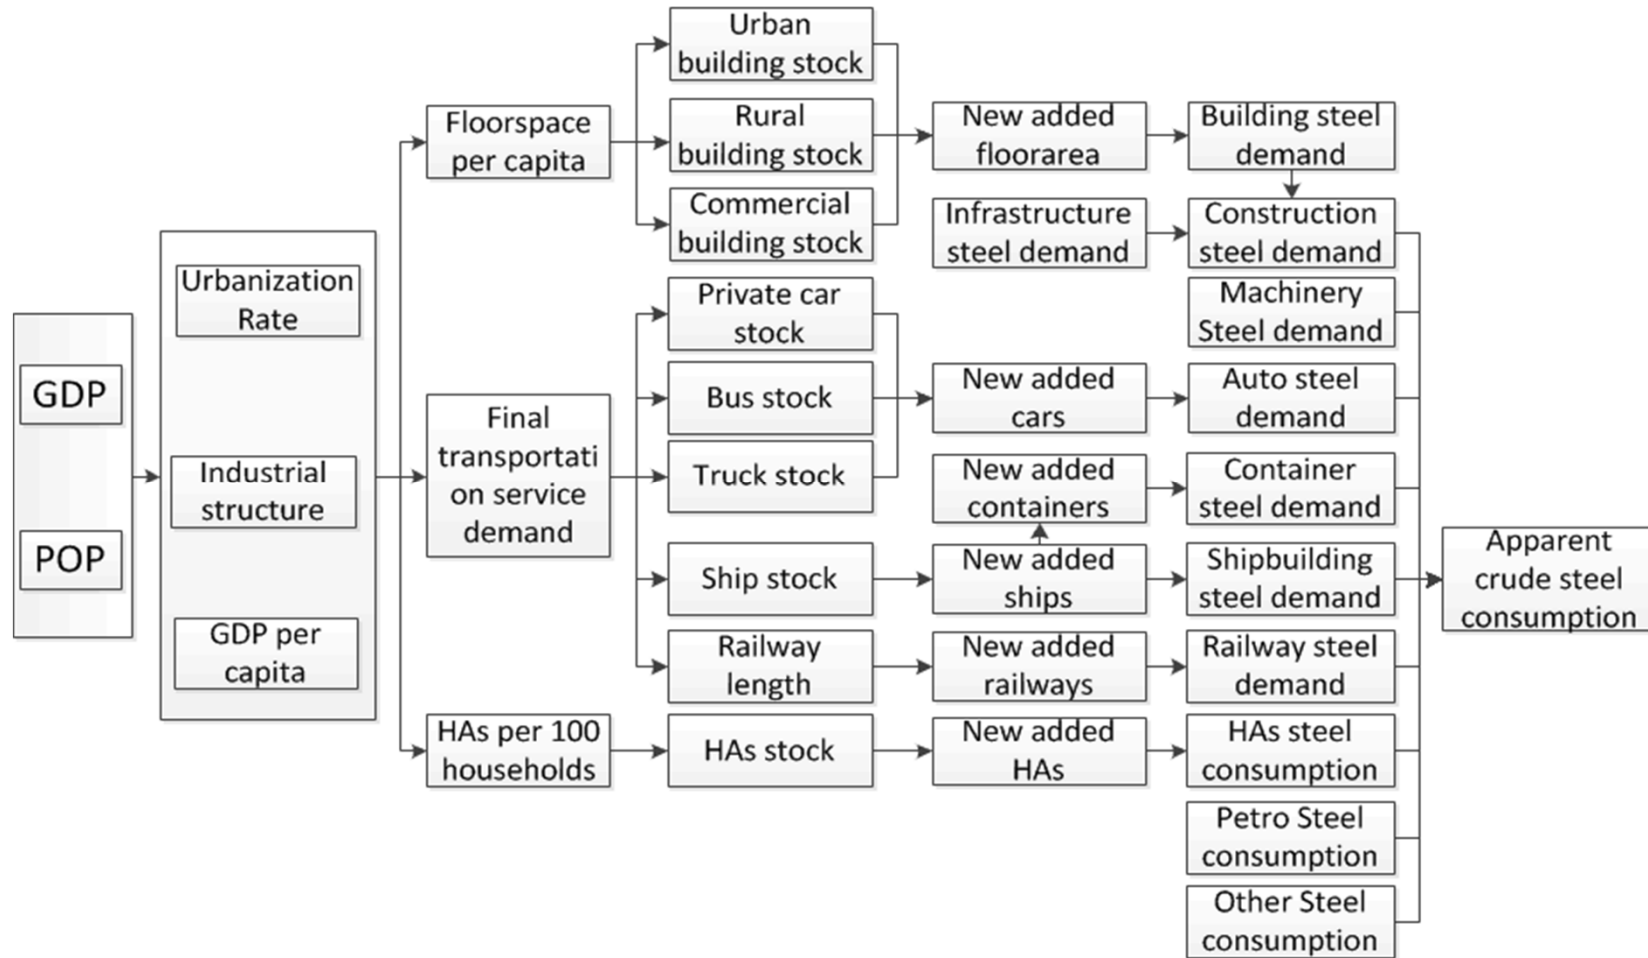 GDP
POP
Urbanization
Rate
Industrial
structure
GDP per
capita
Floorspace
per capita
Final
transportati
on service
demand
HAs per 100
households
Urban
building stock
Rural
building stock
Commercial
building stock
Private car
stock
Bus stock
Truck stock
Ship stock
Railway
length
HAs stock
New added
floorarea
Infrastructure
steel demand
New added
cars
New added
containers
New added
ships
New added
railways
New added
HAs
Building steel
demand
Construction
steel demand
Machinery
Steel demand
Auto steel
demand
Container
steel demand
Shipbuilding
steel demand
Railway steel
demand
HAs steel
consumption
Petro Steel
consumption
Other Steel
consumption
Apparent
crude steel
consumption